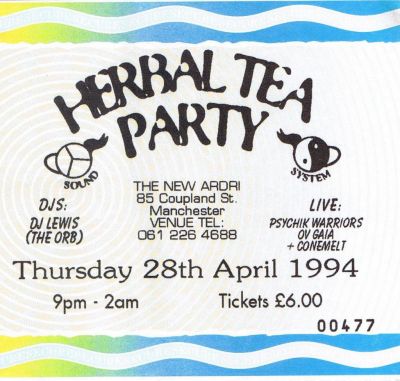 HERBAL TEA
PARTY
SOUND
SYSTEM
DJS:
DJ LEWIS
(THE ORB)
THE NEW ARDRI
85 Coupland St.
Manchester
VENUE TEL:
061 226 4688
LIVE:
PSYCHIK WARRIORS
OV GAIA
+ CONEMELT
Thursday 28th April 1994
9pm - 2am
Tickets £6.00
00477